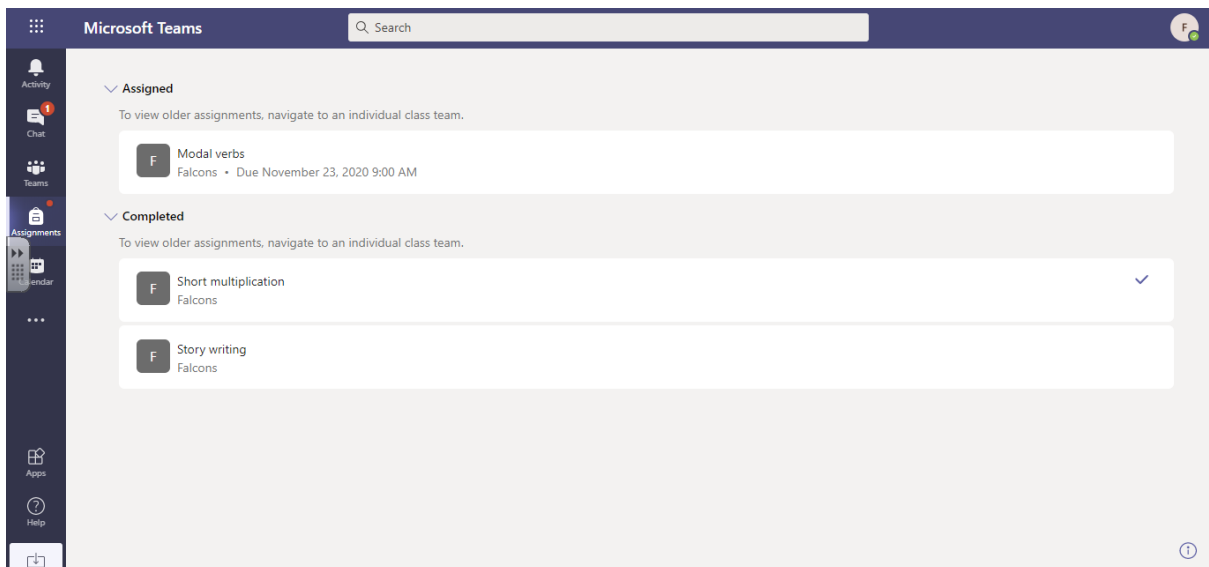 Microsoft Teams
Search
F
Activity
1
Chat
Teams
Assignments
Calendar
Apps
Help
Assigned
To view older assignments, navigate to an individual class team.
F
Modal verbs
Falcons • Due November 23, 2020 9:00 AM
Completed
To view older assignments, navigate to an individual class team.
F
Short multiplication
Falcons
F
Story writing
Falcons